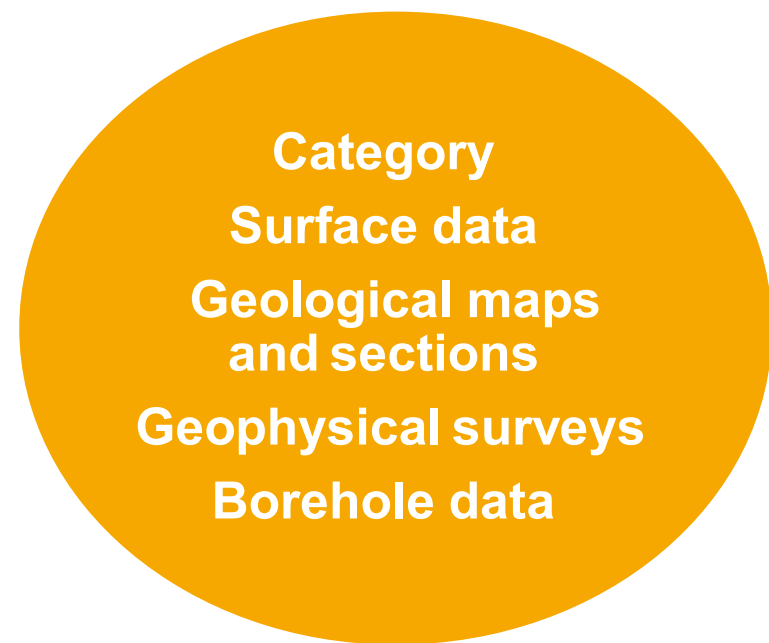 Category
Surface data
Geological maps
and sections
Geophysical surveys
Borehole data